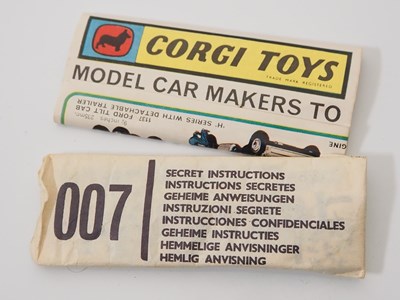 CORGI TOYS
TRADE MARK REGISTERED
MODEL CAR MAKERS TO
'H' SERIES WITH DETACHABLE TRAILER
1137 FORD TILT CAB
GINE
007
SECRET INSTRUCTIONS
INSTRUCTIONS SECRETES
GEHEIME ANWEISUNGEN
INSTRUZIONI SEGRETE
INSTRUCCIONES CONFIDENCIALES
GEHEIME INSTRUCTIES
HEMMELIGE ANVISNINGER
HEMLIG ANVISNING